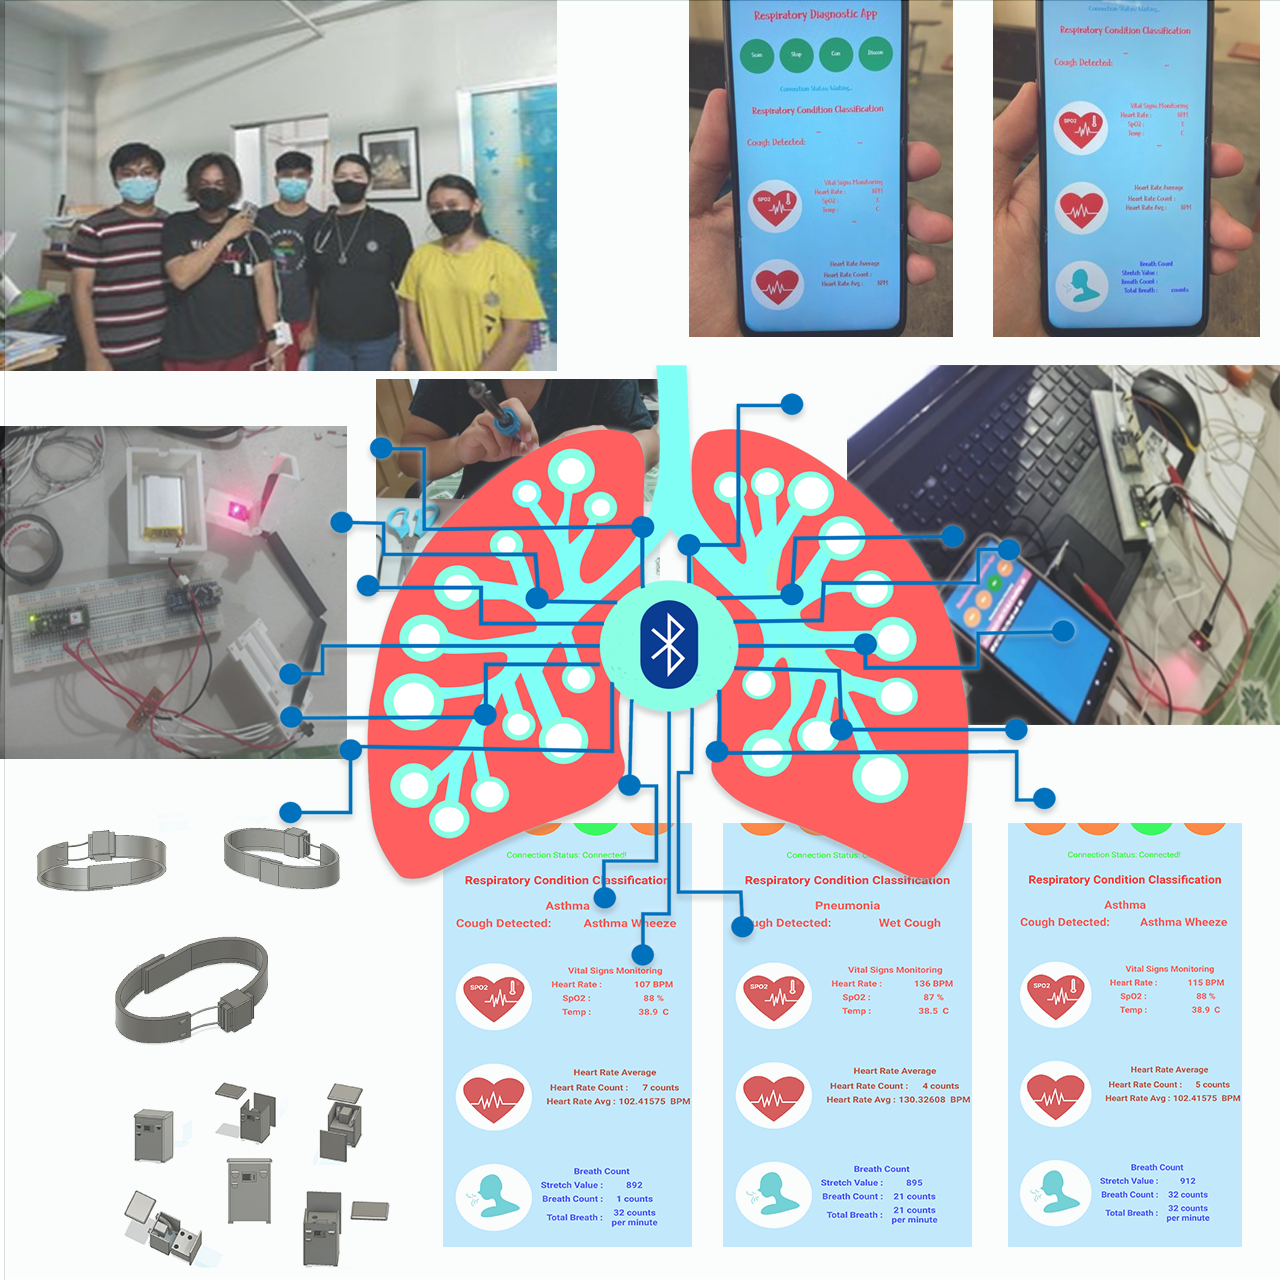 Respiratory Diagnostic App
Scan
Stop
Con
Discon
Connection Status: Waiting..
Respiratory Condition Classification
--
Cough Detected:
--
SPO2
Vital Signs Monitoring
Heart Rate :
BPM
SpO2 :
Temp :
C
Heart Rate Average
Heart Rate Count :
Heart Rate Avg :
BPM
Connection Status: Waiting..
Respiratory Condition Classification
--
Cough Detected:
--
SPO2
Vital Signs Monitoring
Heart Rate :
BPM
SpO2 :
Temp :
C
Heart Rate Average
Heart Rate Count :
Heart Rate Avg :
BPM
Breath Count
Stretch Value :
Breath Count :
Total Breath :
counts
Connection Status: Connected!
Respiratory Condition Classification
Asthma
Cough Detected: Asthma Wheeze
SPO2
Vital Signs Monitoring
Heart Rate : 107 BPM
SpO2 : 88 %
Temp : 38.9 C
Heart Rate Average
Heart Rate Count : 7 counts
Heart Rate Avg : 102.41575 BPM
Breath Count
Stretch Value : 892
Breath Count : 1 counts
Total Breath : 32 counts
per minute
Respiratory Condition Classification
Pneumonia
Cough Detected: Wet Cough
SPO2
Vital Signs Monitoring
Heart Rate : 136 BPM
SpO2 : 87 %
Temp : 38.5 C
Heart Rate Average
Heart Rate Count : 4 counts
Heart Rate Avg : 130.32608 BPM
Breath Count
Stretch Value : 895
Breath Count : 21 counts
Total Breath : 21 counts
per minute
Connection Status: Connected!
Respiratory Condition Classification
Asthma
Cough Detected: Asthma Wheeze
SPO2
Vital Signs Monitoring
Heart Rate : 115 BPM
SpO2 : 88 %
Temp : 38.9 C
Heart Rate Average
Heart Rate Count : 5 counts
Heart Rate Avg : 102.41575 BPM
Breath Count
Stretch Value : 912
Breath Count : 32 counts
Total Breath : 32 counts
per minute